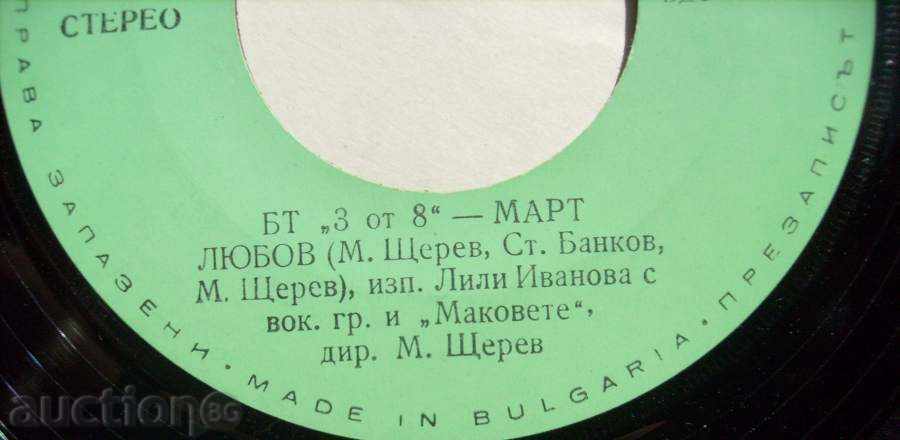 СТЕРЕО
БТ „3 от 8“ — МАРТ
ЛЮБОВ (М. Щерев, Ст. Банков,
М. Щерев), изп. Лили Иванова с
вок. гр. и „Маковете“,
дир. М. Щерев
ПРАВА ЗАПАЗЕНИ · MADE IN BULGARIA · ПРЕЗАПИСЪТ
auction BG